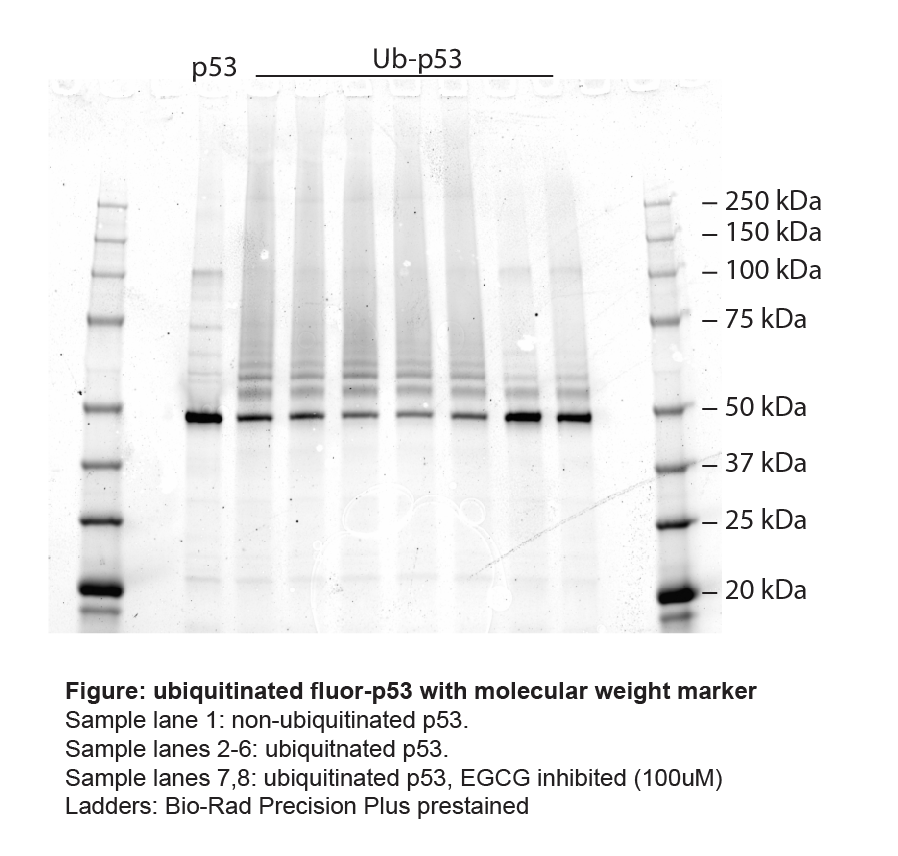 p53
Ub-p53
– 250 kDa
– 150 kDa
– 100 kDa
– 75 kDa
– 50 kDa
– 37 kDa
– 25 kDa
– 20 kDa
Figure: ubiquitinated fluor-p53 with molecular weight marker
Sample lane 1: non-ubiquitinated p53.
Sample lanes 2-6: ubiquitnated p53.
Sample lanes 7,8: ubiquitinated p53, EGCG inhibited (100uM)
Ladders: Bio-Rad Precision Plus prestained